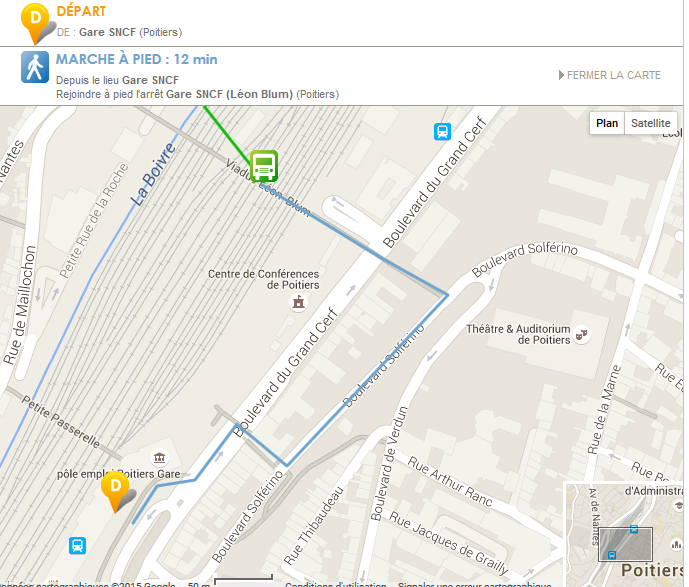 D
DÉPART
DE : Gare SNCF (Poitiers)
MARCHE À PIED : 12 min
Depuis le lieu Gare SNCF
Rejoindre à pied l'arrêt Gare SNCF (Léon Blum) (Poitiers)
FERMER LA CARTE
Plan
Satellite
Nantes
La Boivre
Petite Rue de la Roche
Viaduc Léon-Blum
Boulevard du Grand Cerf
Rue de Maillochon
Centre de Conférences
de Poitiers
Boulevard Solférino
Boulevard du Grand Cerf
Boulevard Solférino
Théâtre & Auditorium
de Poitiers
Rue de la Marne
Petite Passerelle
pôle emploi Poitiers Gare
D
Boulevard Solférino
Boulevard de Verdun
Rue Thibaudeau
Rue Arthur Ranc
Rue Jacques de Grailly
Av de Nantes
d'Administra
Poitiers
Données cartographiques ©2015 Google
50 m
Conditions d'utilisation
Signaler une erreur cartographique